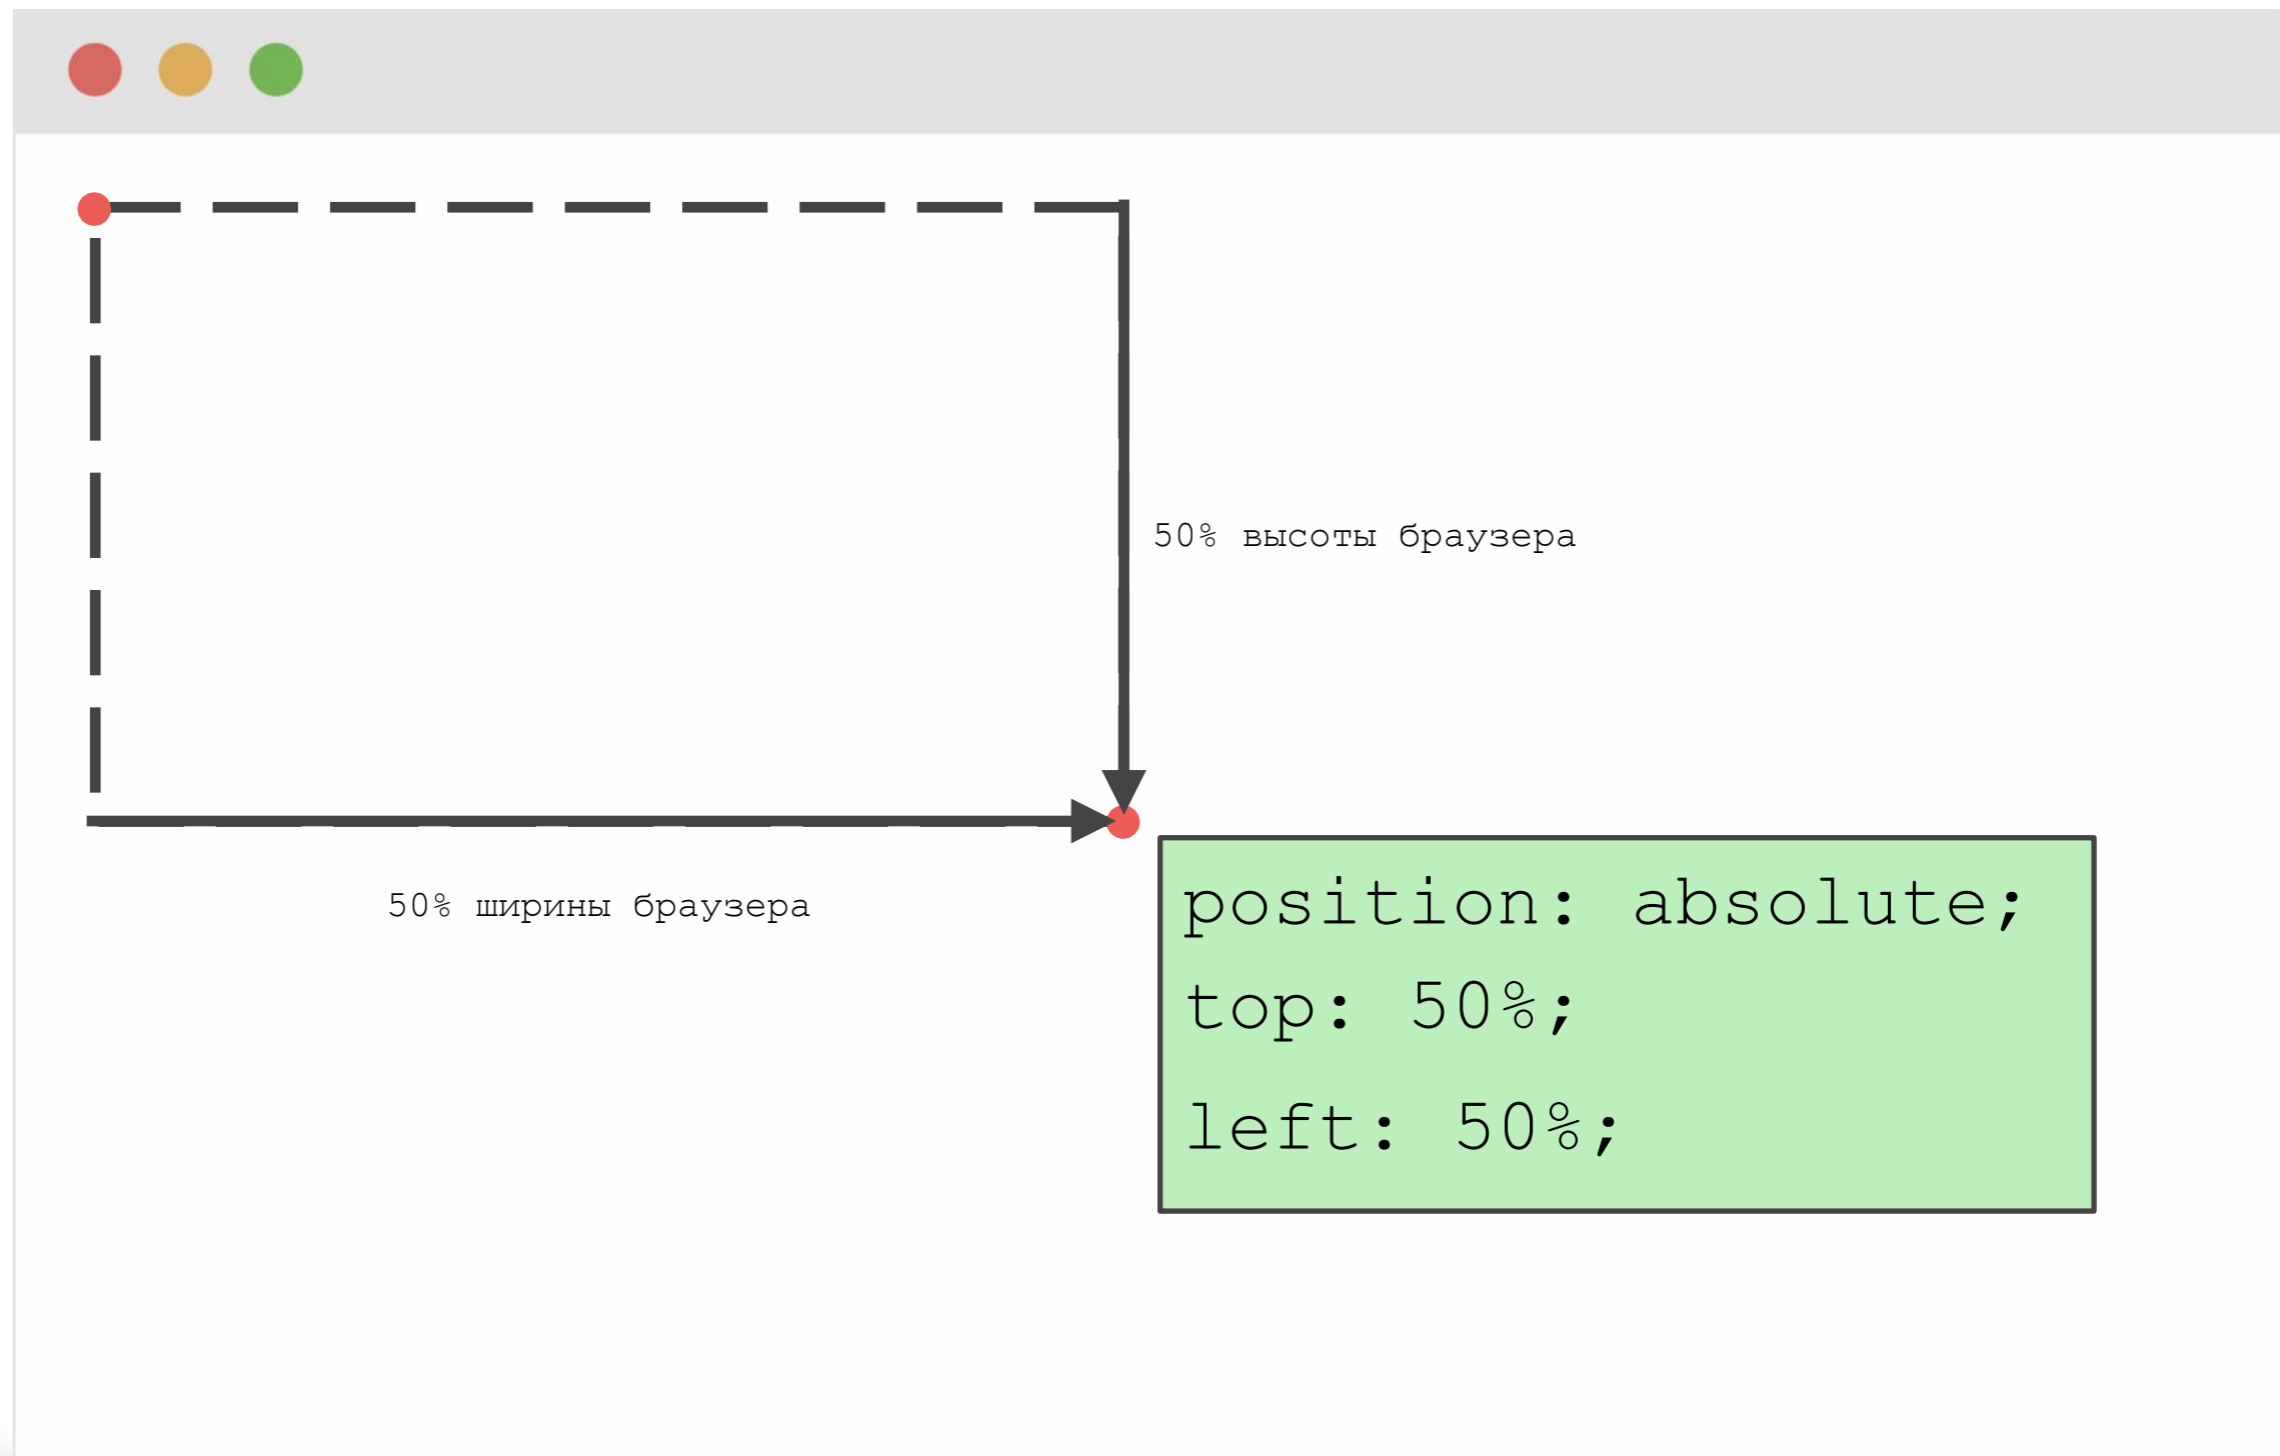 50% высоты браузера
50% ширины браузера
position: absolute;
top: 50%;
left: 50%;